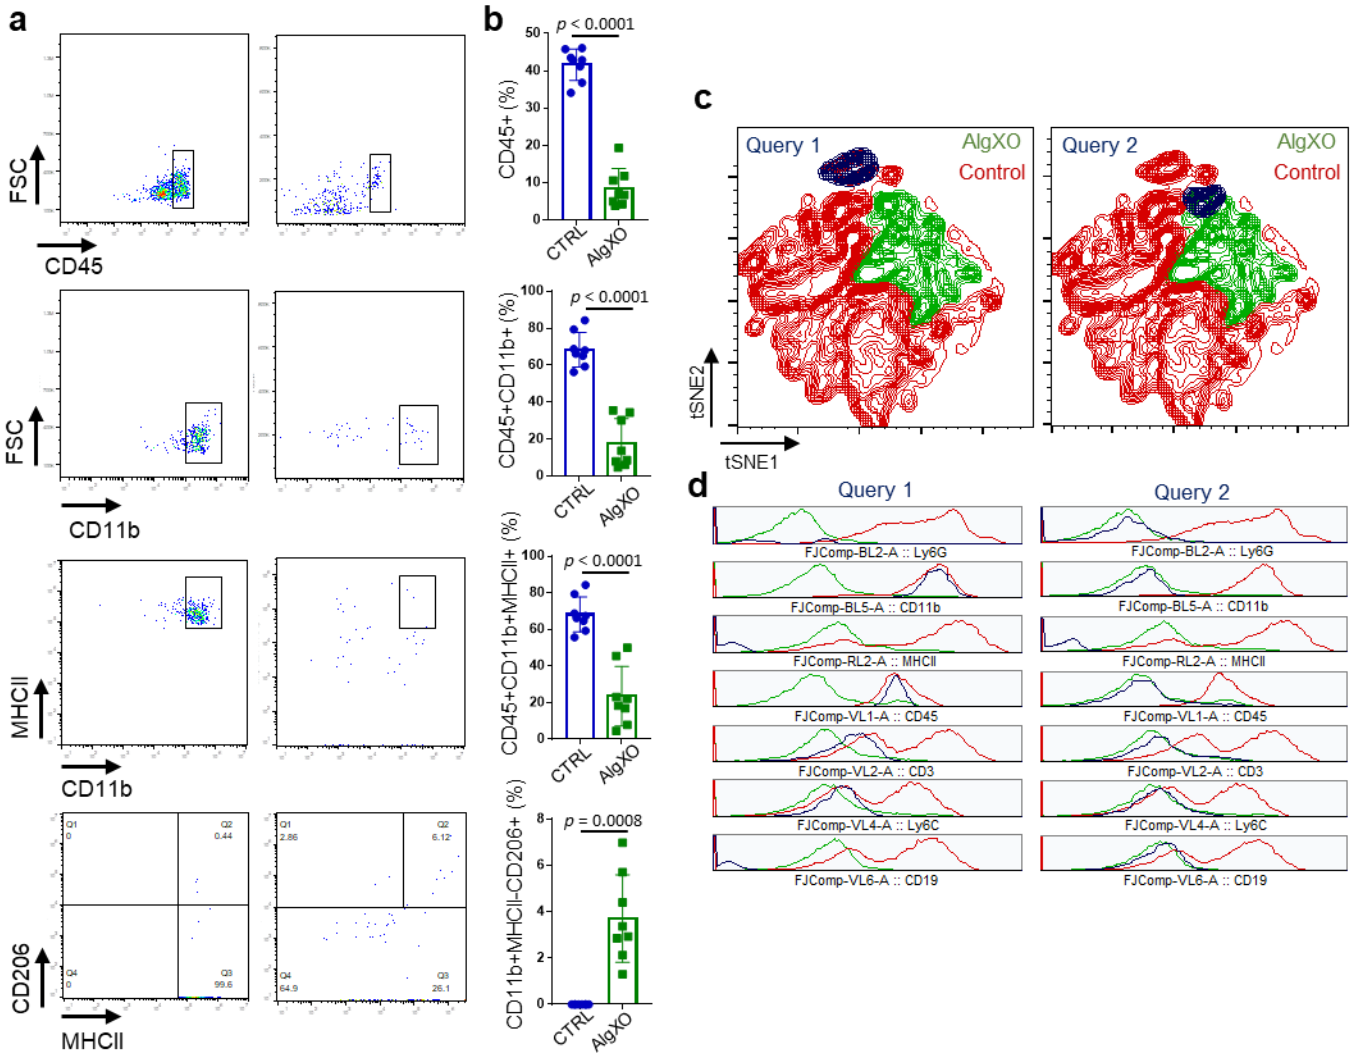 a
FSC
CD45
FSC
CD11b
MHCII
CD11b
Q1
0
Q2
0.44
Q4
0
Q3
99.6
Q1
2.86
Q2
6.12
Q4
64.9
Q3
26.1
CD206
MHCII
b
p < 0.0001
CD45+ (%)
50
40
30
20
10
0
CTRL
AlgXO
p < 0.0001
CD45+CD11b+ (%)
100
80
60
40
20
0
CTRL
AlgXO
p < 0.0001
CD45+CD11b+MHCII+ (%)
100
80
60
40
20
0
CTRL
AlgXO
p = 0.0008
CD11b+MHCII-CD206+ (%)
8
6
4
2
0
CTRL
AlgXO
c
Query 1
AlgXO
Control
Query 2
AlgXO
Control
tSNE2
tSNE1
d
Query 1
FJComp-BL2-A :: Ly6G
FJComp-BL5-A :: CD11b
FJComp-RL2-A :: MHCII
FJComp-VL1-A :: CD45
FJComp-VL2-A :: CD3
FJComp-VL4-A :: Ly6C
FJComp-VL6-A :: CD19
Query 2
FJComp-BL2-A :: Ly6G
FJComp-BL5-A :: CD11b
FJComp-RL2-A :: MHCII
FJComp-VL1-A :: CD45
FJComp-VL2-A :: CD3
FJComp-VL4-A :: Ly6C
FJComp-VL6-A :: CD19